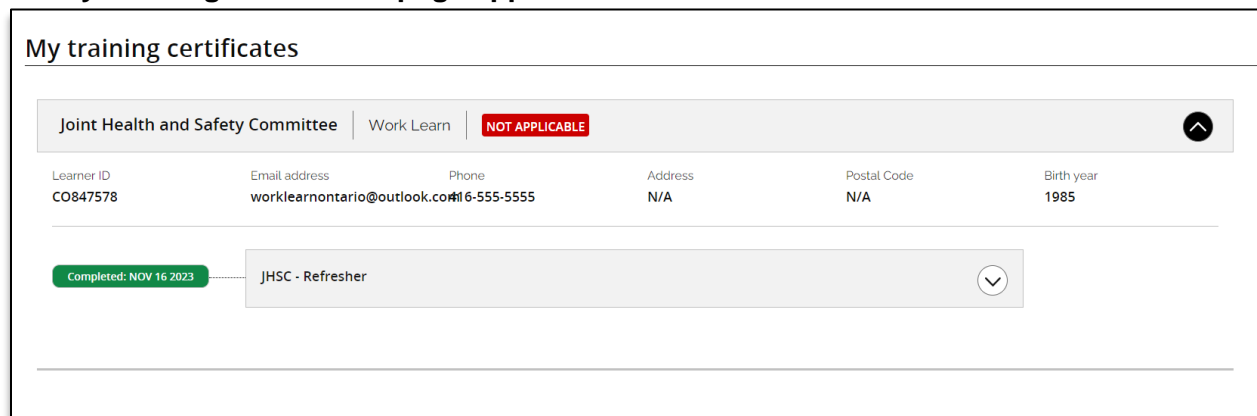 My training certificates
Joint Health and Safety Committee Work Learn NOT APPLICABLE
Learner ID Email address Phone Address Postal Code Birth year
CO847578 worklearnontario@outlook.com 416-555-5555 N/A N/A 1985
Completed: NOV 16 2023 JHSC - Refresher